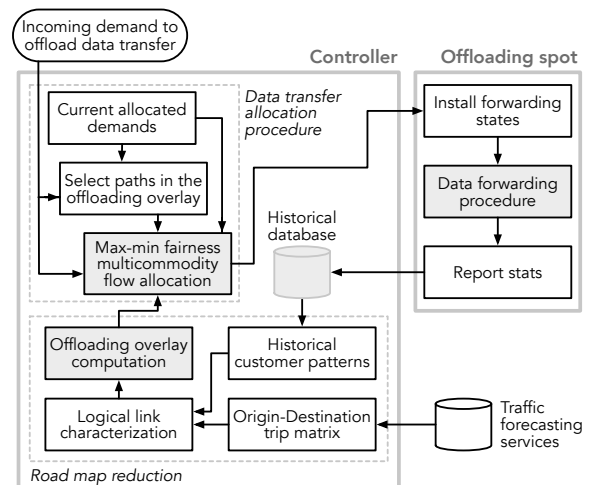 Incoming demand to
offload data transfer
Controller
Offloading spot
Current allocated
demands
Data transfer
allocation
procedure
Install forwarding
states
Select paths in the
offloading overlay
Data forwarding
procedure
Max-min fairness
multicommodity
flow allocation
Historical
database
Report stats
Offloading overlay
computation
Historical
customer patterns
Logical link
characterization
Origin-Destination
trip matrix
Traffic
forecasting
services
Road map reduction